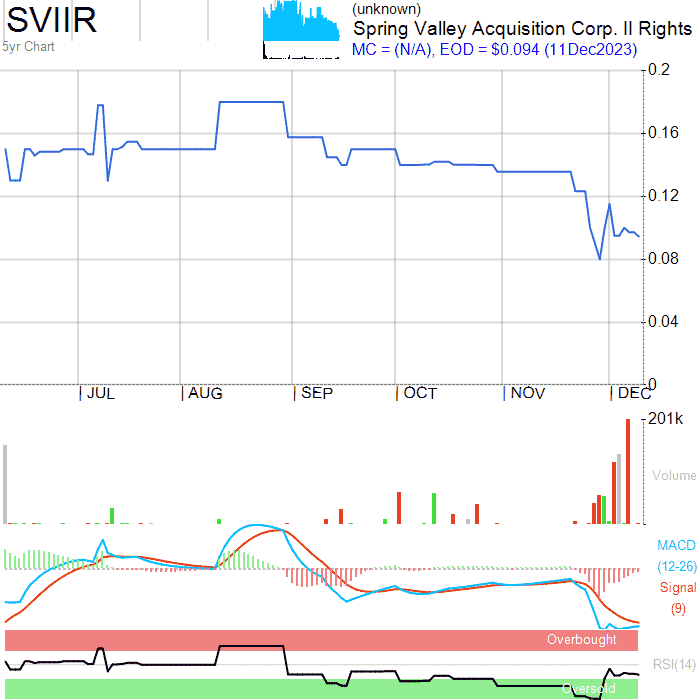 SVIIR
5yr Chart
(unknown)
Spring Valley Acquisition Corp. II Rights
MC = (N/A), EOD = $0.094 (11Dec2023)
0.2
0.16
0.12
0.08
0.04
0
| JUL | AUG | SEP | OCT | NOV | DEC
201k
Volume
MACD
(12-26)
Signal
(9)
Overbought
RSI(14)
Oversold